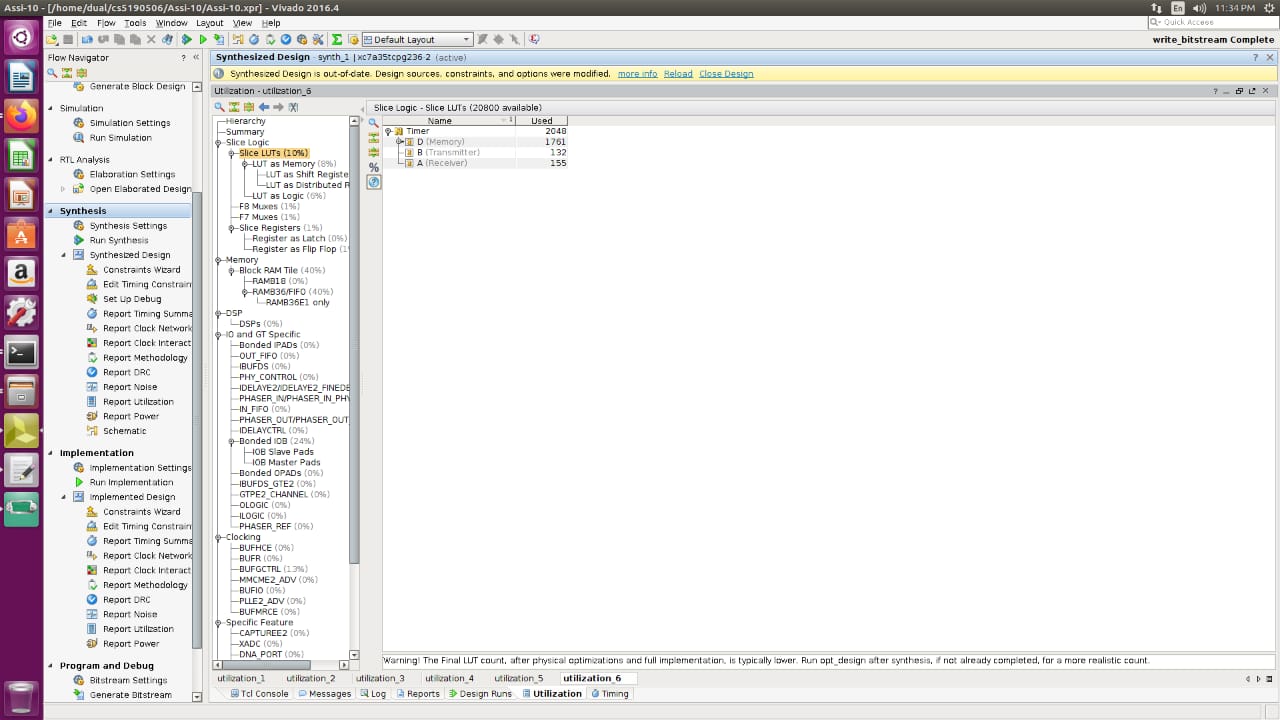 Assi-10 - [/home/dual/cs5190506/Assi-10/Assi-10.xpr] - Vivado 2016.4
En
11:34 PM
File Edit Flow Tools Window Layout View Help
Quick Access
Default Layout
write_bitstream Complete
Flow Navigator
Generate Block Design
Simulation
Simulation Settings
Run Simulation
RTL Analysis
Elaboration Settings
Open Elaborated Design
Synthesis
Synthesis Settings
Run Synthesis
Synthesized Design
Constraints Wizard
Edit Timing Constrain
Set Up Debug
Report Timing Summa
Report Clock Network
Report Clock Interact
Report Methodology
Report DRC
Report Noise
Report Utilization
Report Power
Schematic
Implementation
Implementation Settings
Run Implementation
Implemented Design
Constraints Wizard
Edit Timing Constrain
Report Timing Summa
Report Clock Network
Report Clock Interact
Report Methodology
Report DRC
Report Noise
Report Utilization
Report Power
Program and Debug
Bitstream Settings
Generate Bitstream
Synthesized Design - synth_1 | xc7a35tcpg236-2 (active)
Synthesized Design is out-of-date. Design sources, constraints, and options were modified. more info Reload Close Design
Utilization - utilization_6
Hierarchy
Summary
Slice Logic
Slice LUTs (10%)
LUT as Memory (8%)
LUT as Shift Registe
LUT as Distributed R
LUT as Logic (6%)
F8 Muxes (1%)
F7 Muxes (1%)
Slice Registers (1%)
Register as Latch (0%)
Register as Flip Flop (1%
Memory
Block RAM Tile (40%)
RAMB18 (0%)
RAMB36/FIFO (40%)
RAMB36E1 only
DSP
DSPs (0%)
IO and GT Specific
Bonded IPADs (0%)
OUT_FIFO (0%)
IBUFDS (0%)
PHY_CONTROL (0%)
IDELAYE2/IDELAYE2_FINEDE
PHASER_IN/PHASER_IN_PHY
IN_FIFO (0%)
PHASER_OUT/PHASER_OUT_
IDELAYCTRL (0%)
Bonded IOB (24%)
IOB Slave Pads
IOB Master Pads
Bonded OPADs (0%)
IBUFDS_GTE2 (0%)
GTPE2_CHANNEL (0%)
OLOGIC (0%)
ILOGIC (0%)
PHASER_REF (0%)
Clocking
BUFHCE (0%)
BUFR (0%)
BUFGCTRL (13%)
MMCME2_ADV (0%)
BUFIO (0%)
PLLE2_ADV (0%)
BUFMRCE (0%)
Specific Feature
CAPTUREE2 (0%)
XADC (0%)
DNA_PORT (0%)
Slice Logic - Slice LUTs (20800 available)
Name 1 Used
Timer 2048
D (Memory) 1761
B (Transmitter) 132
A (Receiver) 155
Warning! The Final LUT count, after physical optimizations and full implementation, is typically lower. Run opt_design after synthesis, if not already completed, for a more realistic count.
utilization_1 utilization_2 utilization_3 utilization_4 utilization_5 utilization_6
Tcl Console Messages Log Reports Design Runs Utilization Timing